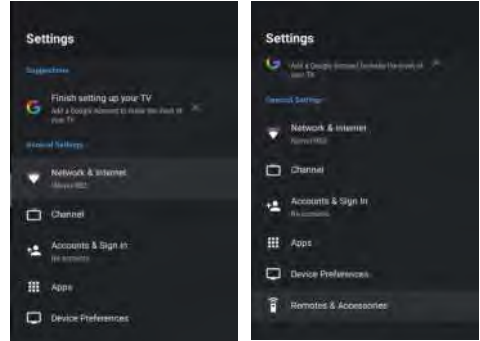 Settings
Suggestions
Finish setting up your TV
Add a Google Account to make the most of
your TV
General Settings
Network & Internet
Channel
Accounts & Sign In
No accounts
Apps
Device Preferences
Settings
Add a Google Account to make the most of
your TV
General Settings
Network & Internet
Channel
Accounts & Sign In
No accounts
Apps
Device Preferences
Remotes & Accessories